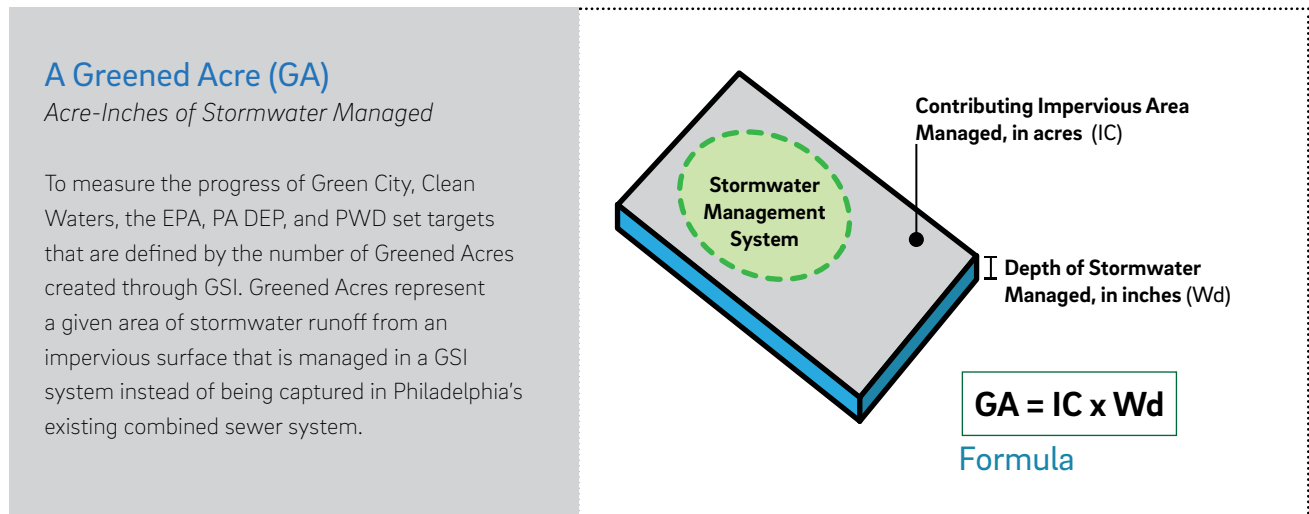 A Greened Acre (GA)
Acre-Inches of Stormwater Managed
To measure the progress of Green City, Clean
Waters, the EPA, PA DEP, and PWD set targets
that are defined by the number of Greened Acres
created through GSI. Greened Acres represent
a given area of stormwater runoff from an
impervious surface that is managed in a GSI
system instead of being captured in Philadelphia's
existing combined sewer system.
Stormwater
Management
System
Contributing Impervious Area
Managed, in acres (IC)
Depth of Stormwater
Managed, in inches (Wd)
GA = IC x Wd
Formula